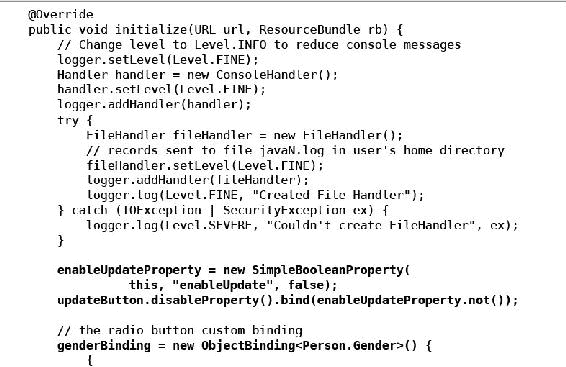 @Override
public void initialize(URL url, ResourceBundle rb) {
    // Change level to Level.INFO to reduce console messages
    logger.setLevel(Level.FINE);
    Handler handler = new ConsoleHandler();
    handler.setLevel(Level.FINE);
    logger.addHandler(handler);
    try {
        FileHandler fileHandler = new FileHandler();
        // records sent to file javaN.log in user's home directory
        fileHandler.setLevel(Level.FINE);
        logger.addHandler(fileHandler);
        logger.log(Level.FINE, "Created File Handler");
    } catch (IOException | SecurityException ex) {
        logger.log(Level.SEVERE, "Couldn't create FileHandler", ex);
    }
    enableUpdateProperty = new SimpleBooleanProperty(
              this, "enableUpdate", false);
    updateButton.disableProperty().bind(enableUpdateProperty.not());
    // the radio button custom binding
    genderBinding = new ObjectBinding<Person.Gender>() {
        {